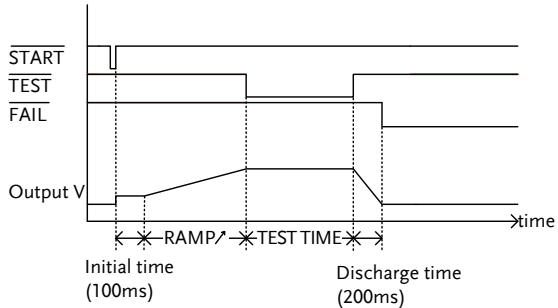 START
TEST
FAIL
Output V
time
RAMP↗ TEST TIME
Initial time
(100ms)
Discharge time
(200ms)